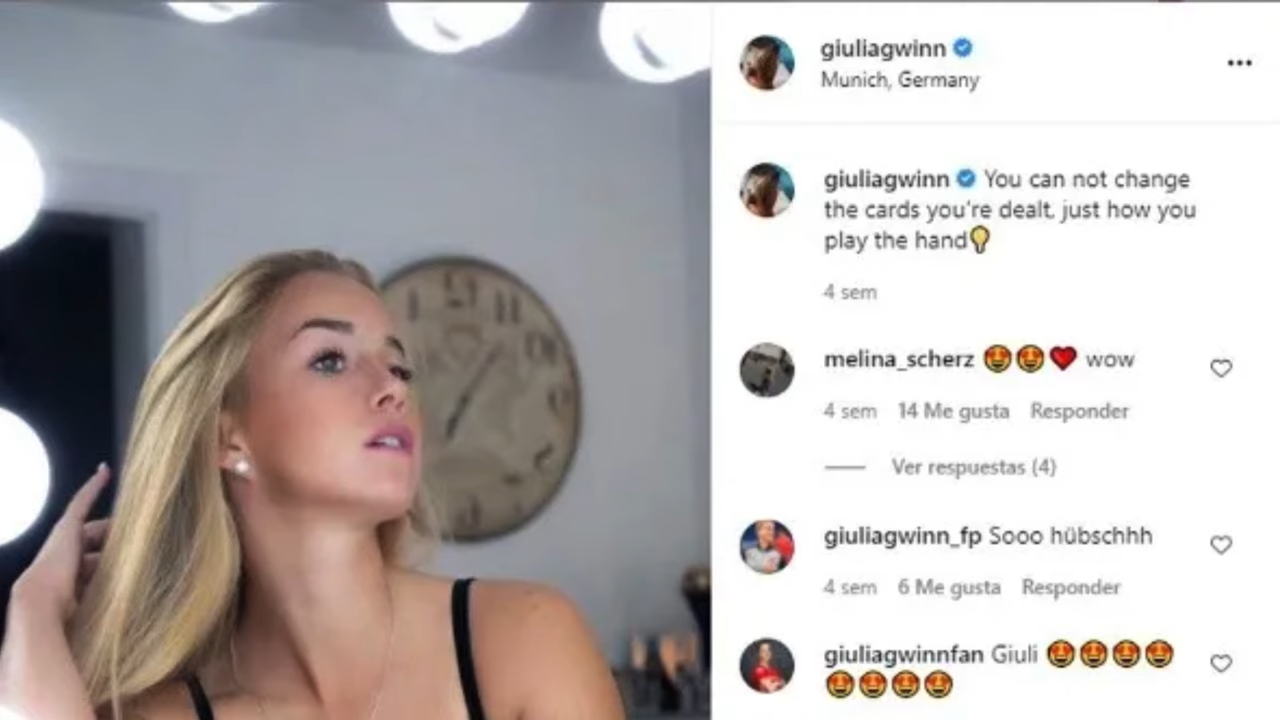 giuliagwinn
Munich, Germany
giuliagwinn You can not change
the cards you're dealt, just how you
play the hand
4 sem
melina_scherz wow
4 sem 14 Me gusta Responder
Ver respuestas (4)
giuliagwinn_fp Sooo hübschhh
4 sem 6 Me gusta Responder
giuliagwinnfan Giuli